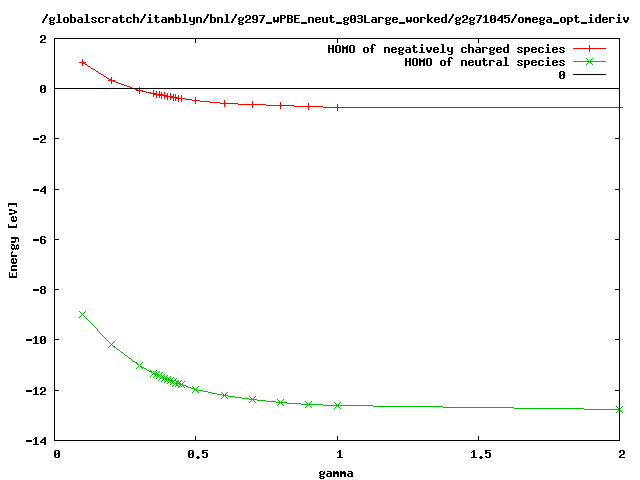 /globalscratch/itamblyn/bnl/g297_wPBE_neut_g03Large_worked/g2g71045/omega_opt_ideriv
HOMO of negatively charged species
HOMO of neutral species
0
2
0
-2
-4
-6
-8
-10
-12
-14
Energy [eV]
0 0.5 1 1.5 2
gamma